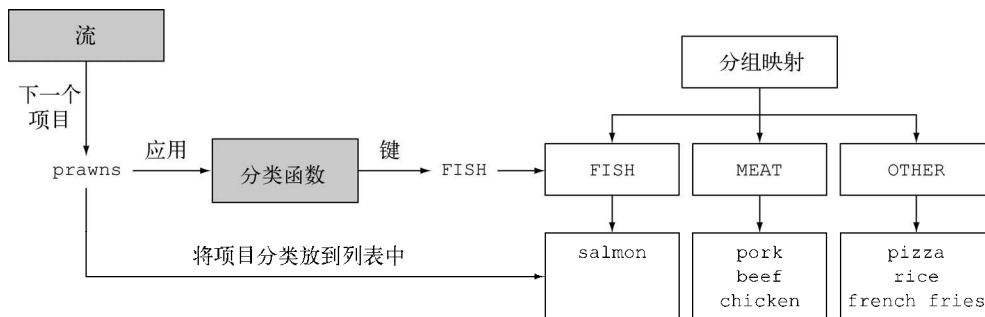 流
下一个
项目
prawns
应用
分类函数
键
FISH
分组映射
FISH
MEAT
OTHER
将项目分类放到列表中
salmon
pork
beef
chicken
pizza
rice
french fries